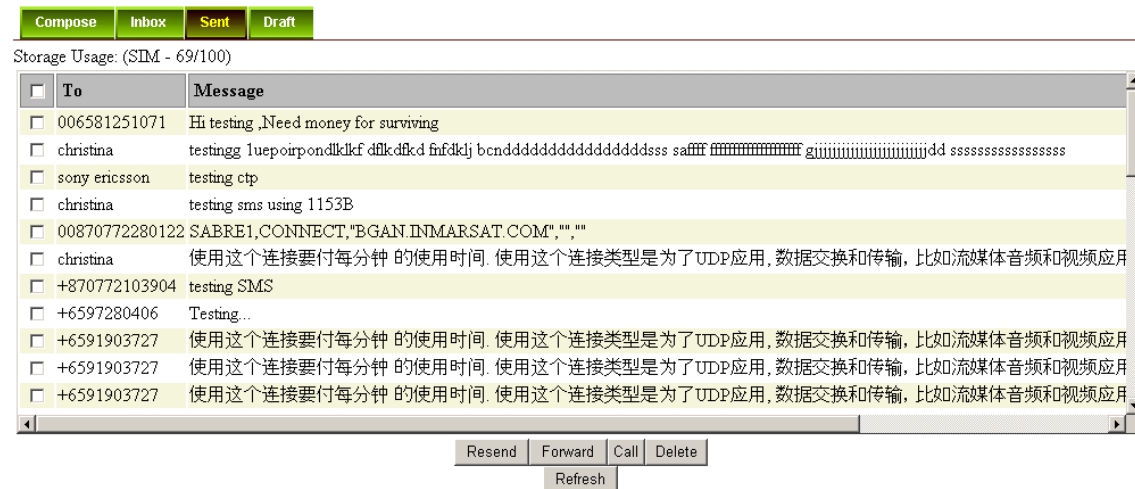 Compose Inbox Sent Draft
Storage Usage: (SIM - 69/100)
To Message
006581251071 Hi testing ,Need money for surviving
christina testingg 1uepoirpondlklkf dflkdfkd fnfdklj
sony ericsson testing ctp
christina testing sms using 1153B
00870772280122 SABRE1,CONNECT,"BGAN.INMARSAT.COM","",""
christina 使用这个连接要付每分钟 的使用时间. 使用这个连接类型是为了UDP应用, 数据交换和传输, 比如流媒体音频和视频应用
+870772103904 testing SMS
+6597280406 Testing...
+6591903727 使用这个连接要付每分钟 的使用时间. 使用这个连接类型是为了UDP应用, 数据交换和传输, 比如流媒体音频和视频应用
+6591903727 使用这个连接要付每分钟 的使用时间. 使用这个连接类型是为了UDP应用, 数据交换和传输, 比如流媒体音频和视频应用
+6591903727 使用这个连接要付每分钟 的使用时间. 使用这个连接类型是为了UDP应用, 数据交换和传输, 比如流媒体音频和视频应用
Resend Forward Call Delete
Refresh